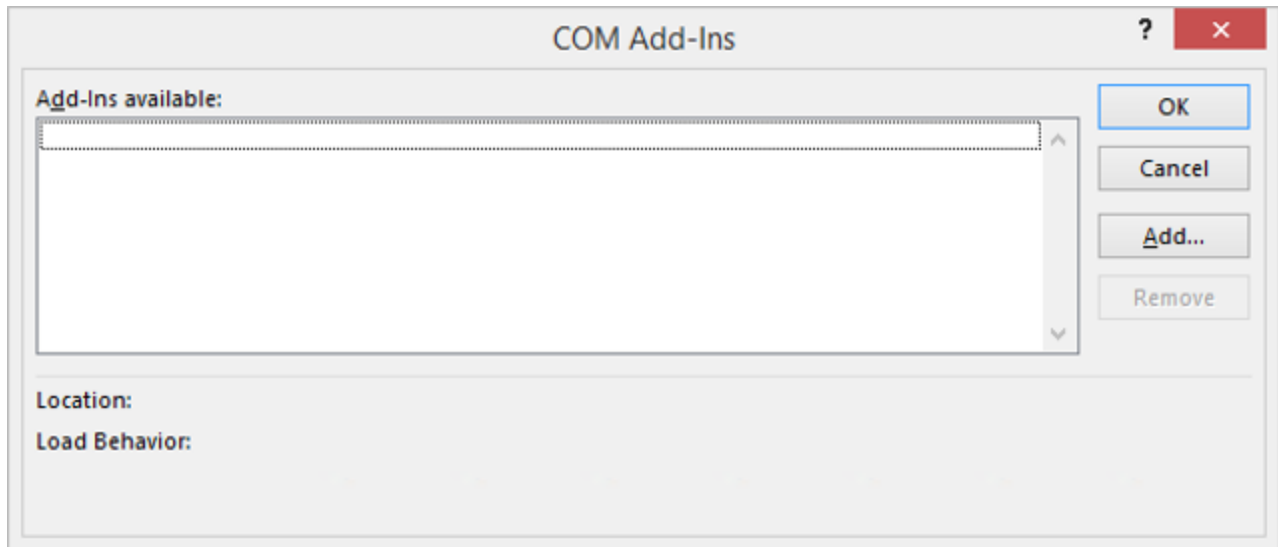 COM Add-Ins
?
Add-Ins available:
OK
Cancel
Add...
Remove
Location:
Load Behavior: